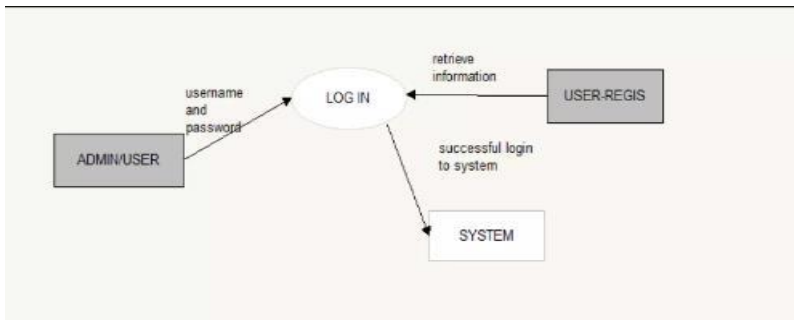 retrieve
information
username
and
password
LOG IN
USER-REGIS
ADMIN/USER
successful login
to system
SYSTEM